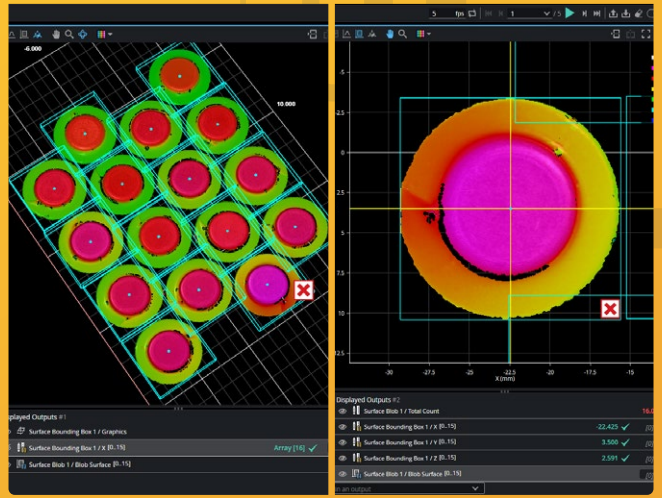 -6.000
10.000
played Outputs #1
Surface Bounding Box 1 / Graphics
Surface Bounding Box 1 / X [0..15] Array [16]
Surface Blob 1 / Blob Surface [0..15]
5 fps 1 / 5
-5
-2.5
0
2.5
5
7.5
10
12.5
-30 -27.5 -25 -22.5 -20 -17.5 -15
X (mm)
Displayed Outputs #2
Surface Blob 1 / Total Count 16.0
Surface Bounding Box 1 / X [0..15] -22.425
Surface Bounding Box 1 / Y [0..15] 3.500
Surface Bounding Box 1 / Z [0..15] 2.591
Surface Blob 1 / Blob Surface [0..15]
an output